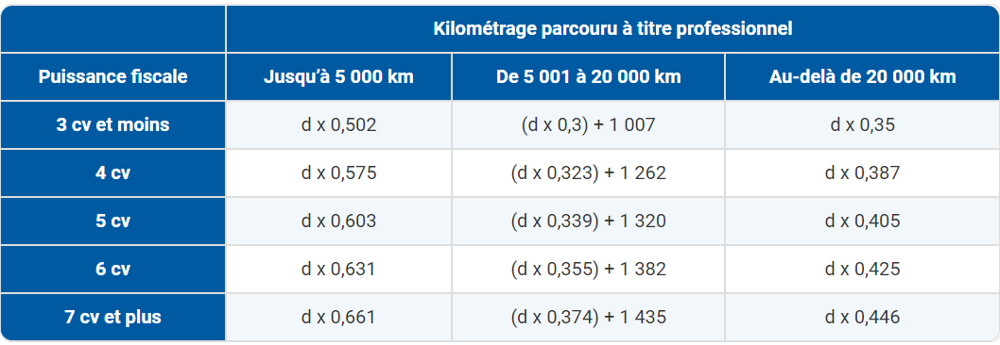 Kilométrage parcouru à titre professionnel
Puissance fiscale Jusqu’à 5 000 km De 5 001 à 20 000 km Au-delà de 20 000 km
3 cv et moins d x 0,502 (d x 0,3) + 1 007 d x 0,35
4 cv d x 0,575 (d x 0,323) + 1 262 d x 0,387
5 cv d x 0,603 (d x 0,339) + 1 320 d x 0,405
6 cv d x 0,631 (d x 0,355) + 1 382 d x 0,425
7 cv et plus d x 0,661 (d x 0,374) + 1 435 d x 0,446